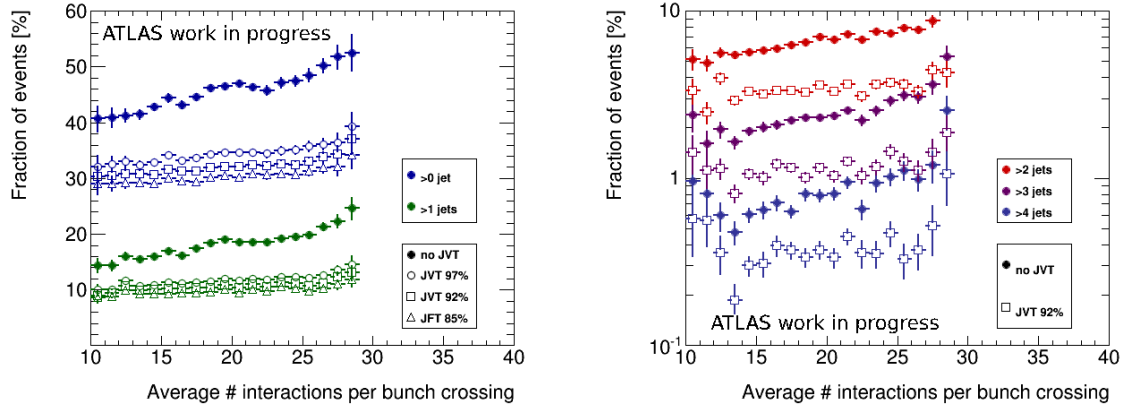 Fraction of events [%]
60
50
40
30
20
10
ATLAS work in progress
>0 jet
>1 jets
no JVT
JVT 97%
JVT 92%
JFT 85%
10 15 20 25 30 35 40
Average # interactions per bunch crossing
Fraction of events [%]
10
1
10-1
>2 jets
>3 jets
>4 jets
no JVT
JVT 92%
ATLAS work in progress
10 15 20 25 30 35 40
Average # interactions per bunch crossing